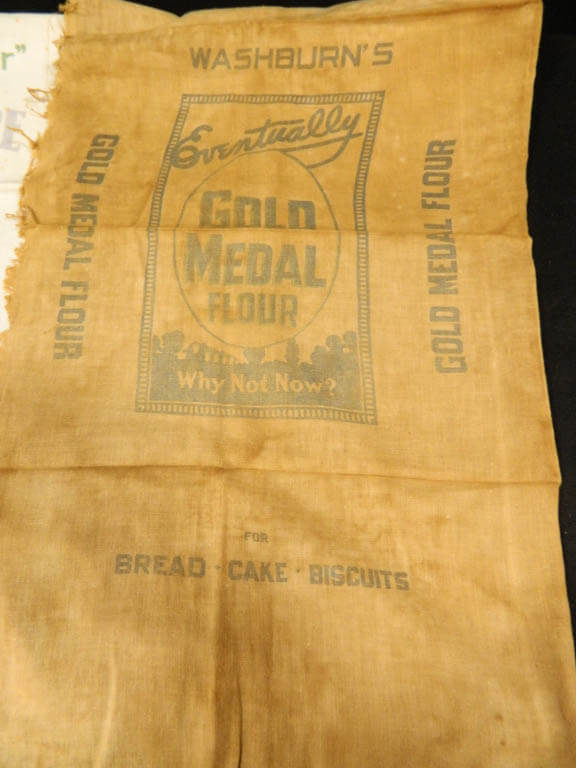 WASHBURN'S
Eventually
GOLD
MEDAL
FLOUR
Why Not Now?
GOLD MEDAL FLOUR
GOLD MEDAL FLOUR
FOR
BREAD · CAKE · BISCUITS